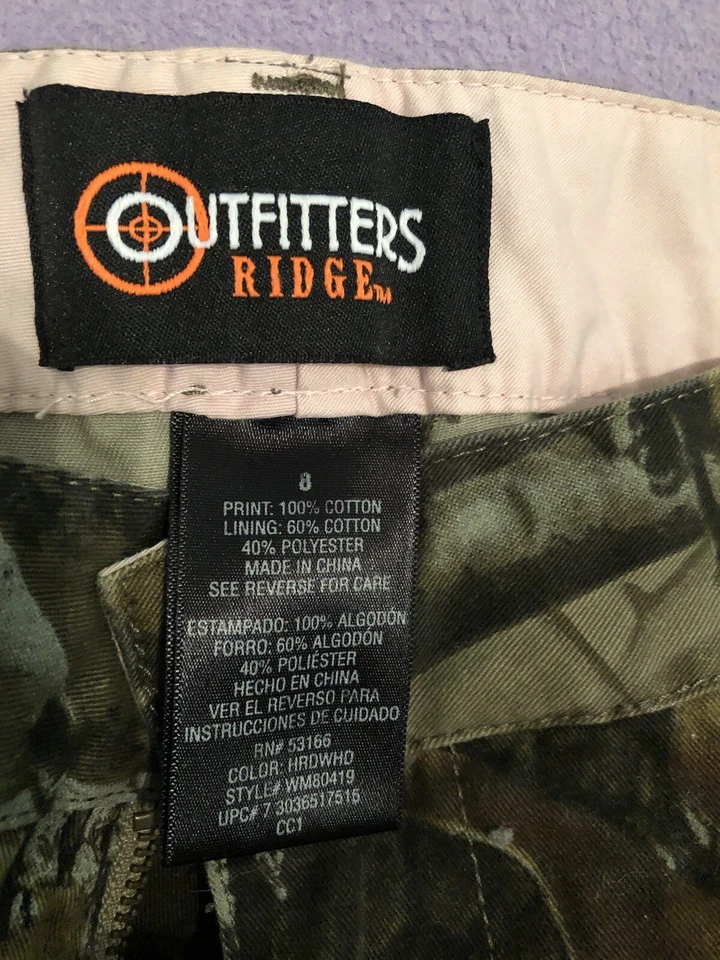 OUTFITTERS
RIDGE™
8
PRINT: 100% COTTON
LINING: 60% COTTON
40% POLYESTER
MADE IN CHINA
SEE REVERSE FOR CARE
ESTAMPADO: 100% ALGODÓN
FORRO: 60% ALGODÓN
40% POLIÉSTER
HECHO EN CHINA
VER EL REVERSO PARA
INSTRUCCIONES DE CUIDADO
RN# 53166
COLOR: HRDWHD
STYLE# WM80419
UPC# 7 3036517515
CC1